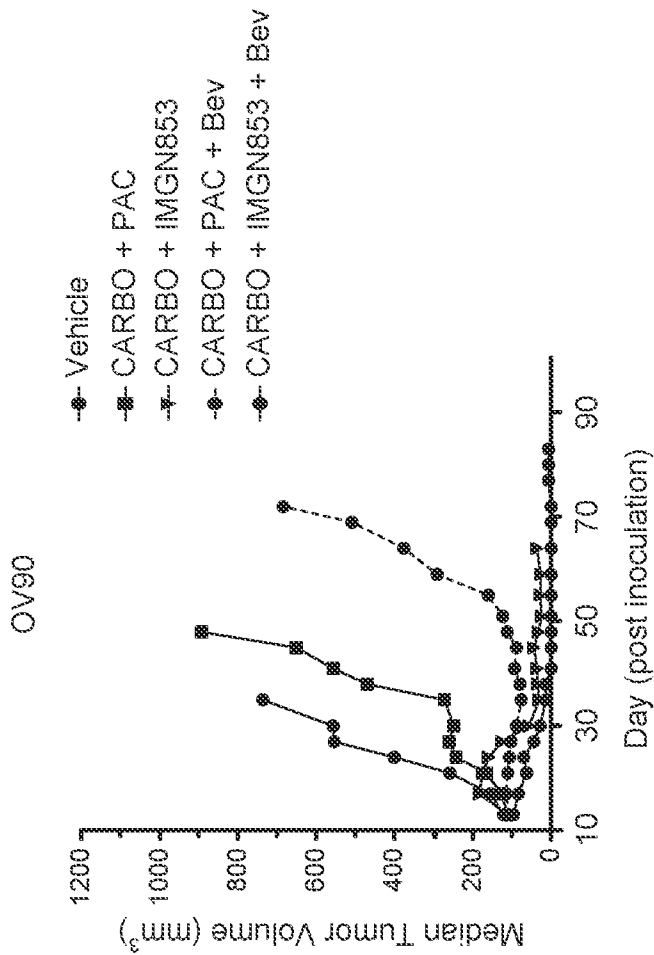 OV90
Median Tumor Volume (mm3)
1200
1000
800
600
400
200
0
10
30
50
70
90
Day (post inoculation)
Vehicle
CARBO + PAC
CARBO + IMGN853
CARBO + PAC + Bev
CARBO + IMGN853 + Bev